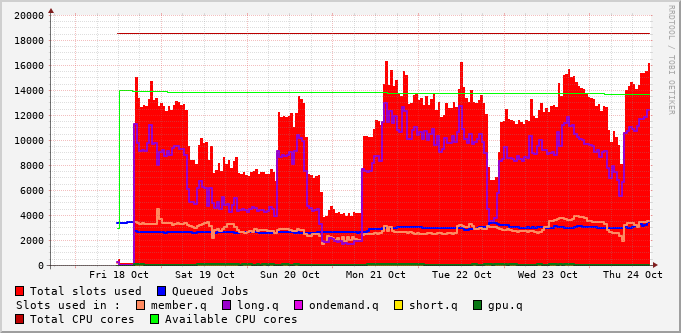 20000
18000
16000
14000
12000
10000
8000
6000
4000
2000
0
Fri 18 Oct Sat 19 Oct Sun 20 Oct Mon 21 Oct Tue 22 Oct Wed 23 Oct Thu 24 Oct
RRDTOOL / TOBI OETIKER
Total slots used Queued Jobs
Slots used in : member.q long.q ondemand.q short.q gpu.q
Total CPU cores Available CPU cores